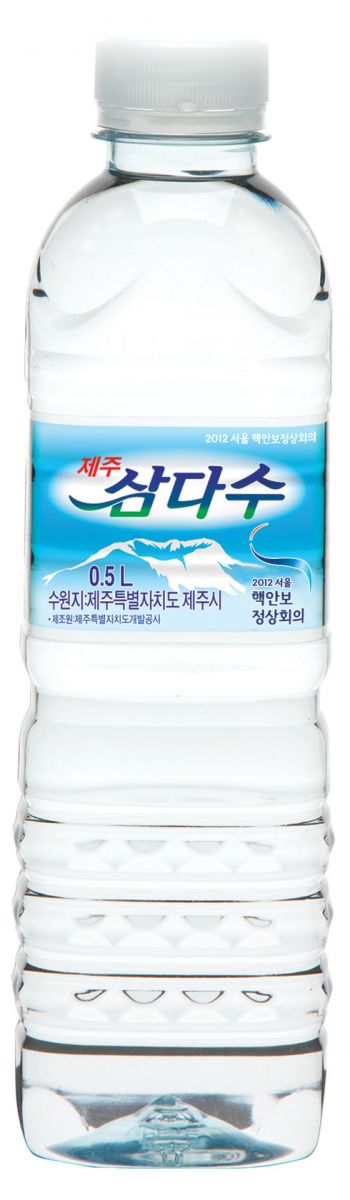 2012 서울 핵안보정상회의
제주
삼다수
0.5 L
수원지:제주특별자치도 제주시
• 제조원:제주특별자치도개발공사
2012 서울
핵안보
정상회의